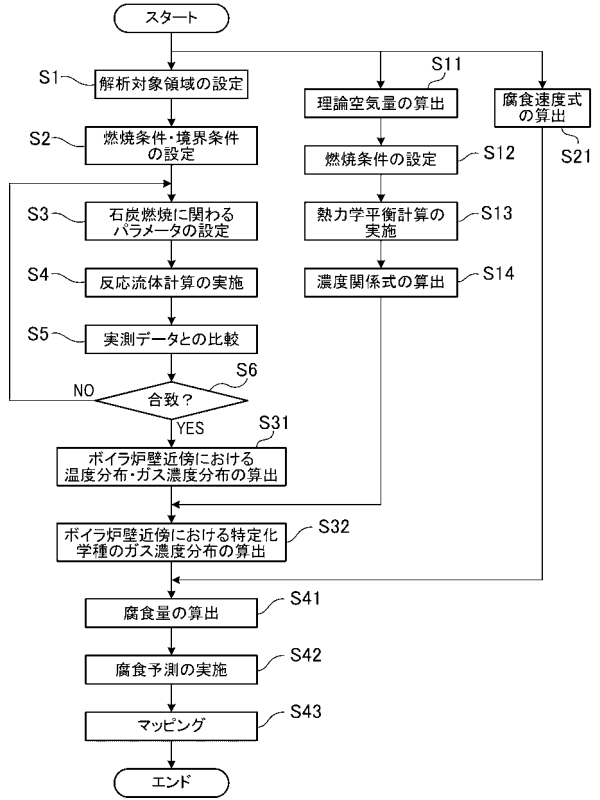 スタート
S1
解析対象領域の設定
S2
燃焼条件・境界条件
の設定
S3
石炭燃焼に関わる
パラメータの設定
S4
反応流体計算の実施
S5
実測データとの比較
S6
合致？
NO
YES
S11
理論空気量の算出
S12
燃焼条件の設定
S13
熱力学平衡計算の
実施
S14
濃度関係式の算出
腐食速度式
の算出
S21
S31
ボイラ炉壁近傍における
温度分布・ガス濃度分布の算出
S32
ボイラ炉壁近傍における特定化
学種のガス濃度分布の算出
S41
腐食量の算出
S42
腐食予測の実施
S43
マッピング
エンド